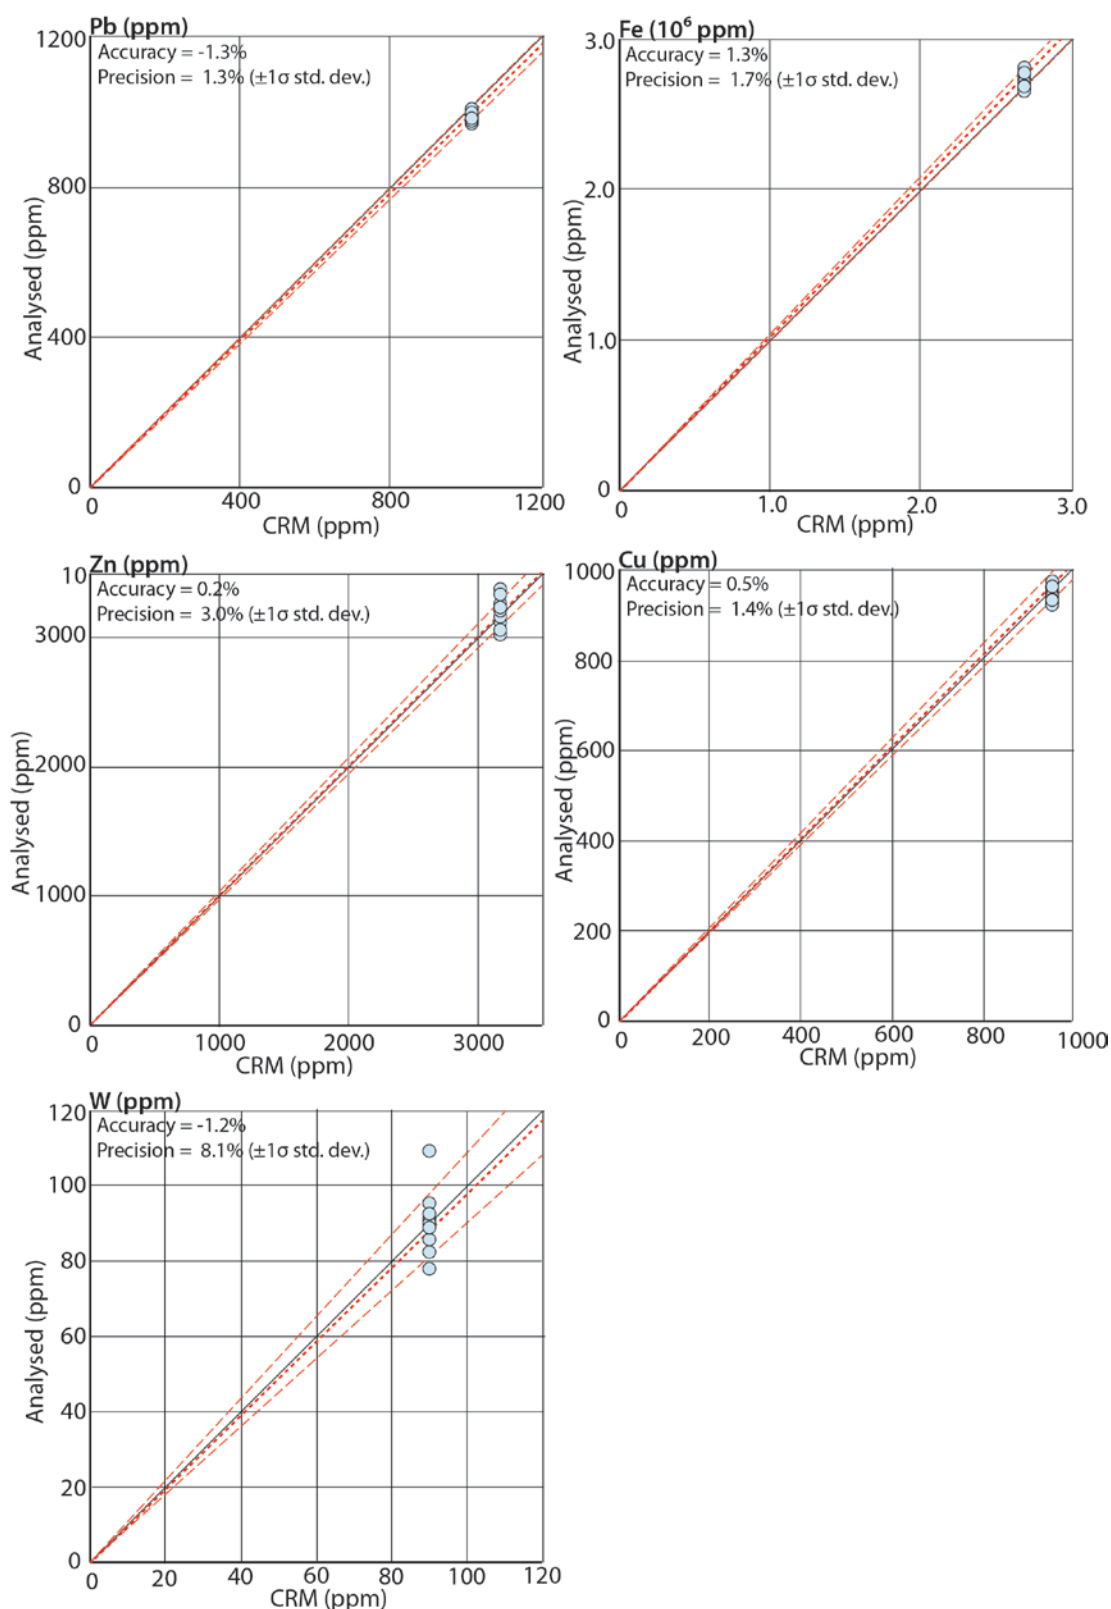 Pb (ppm)
1200
Accuracy = -1.3%
Precision = 1.3% (±1σ std. dev.)
800
400
0
Analysed (ppm)
0
400
800
1200
CRM (ppm)
Fe (10⁶ ppm)
3.0
Accuracy = 1.3%
Precision = 1.7% (±1σ std. dev.)
2.0
1.0
0
Analysed (ppm)
0
1.0
2.0
3.0
CRM (ppm)
Zn (ppm)
10
Accuracy = 0.2%
Precision = 3.0% (±1σ std. dev.)
3000
2000
1000
0
Analysed (ppm)
0
1000
2000
3000
CRM (ppm)
Cu (ppm)
1000
Accuracy = 0.5%
Precision = 1.4% (±1σ std. dev.)
800
600
400
200
0
Analysed (ppm)
0
200
400
600
800
1000
CRM (ppm)
W (ppm)
120
Accuracy = -1.2%
Precision = 8.1% (±1σ std. dev.)
100
80
60
40
20
0
Analysed (ppm)
0
20
40
60
80
100
120
CRM (ppm)